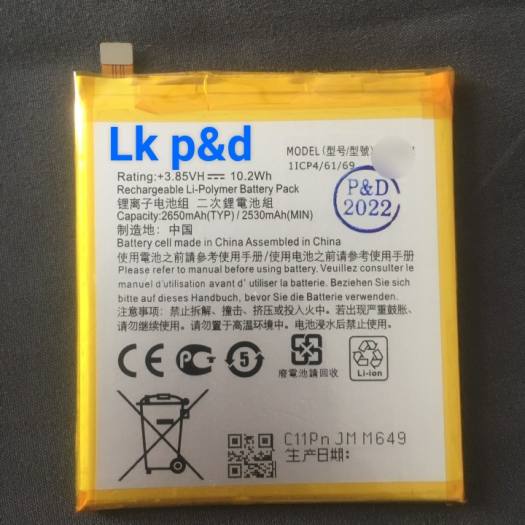 Lk p&d
MODEL(型号/型號)
1ICP4/61/69
Rating:+3.85VH⎓10.2Wh
Rechargeable Li-Polymer Battery Pack
锂离子电池组 二次鋰電池組
Capacity:2650mAh(TYP)/2530mAh(MIN)
制造地: 中国
P&D
2022
Battery cell made in China Assembled in China
使用電池之前請參考使用手冊/使用电池之前请参考使用手册
Please refer to manual before using battery. Veuillez consulter le
manuel d'utilisation avant d' utiliser la batterie. Beziehen Sie sich
bitte auf dieses Handbuch, bevor Sie die Batterie verwenden.
注意事项: 禁止拆解、撞击、挤压或投入火中。若出现严重鼓胀,
请勿继续使用。请勿置于高温环境中。电池浸水后禁止使用。
CE
PS
E
5
廢電池請回收
Li-ion
C11Pn JM M649
生产日期: